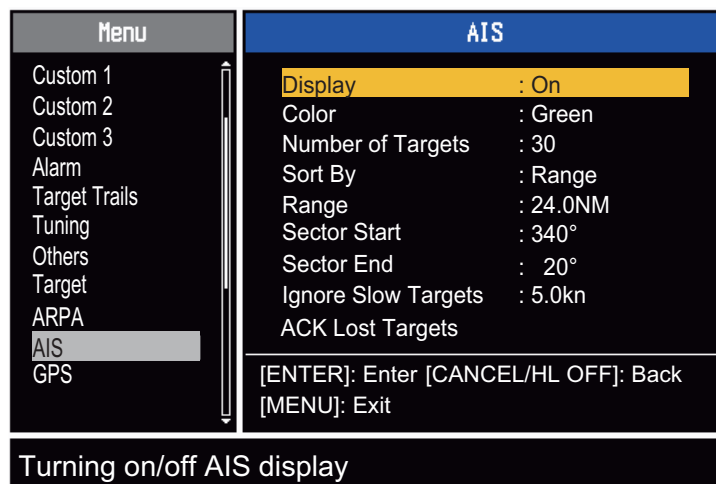 Menu
Custom 1
Custom 2
Custom 3
Alarm
Target Trails
Tuning
Others
Target
ARPA
AIS
GPS
AIS
Display : On
Color : Green
Number of Targets : 30
Sort By : Range
Range : 24.0NM
Sector Start : 340°
Sector End : 20°
Ignore Slow Targets : 5.0kn
ACK Lost Targets
[ENTER]: Enter [CANCEL/HL OFF]: Back
[MENU]: Exit
Turning on/off AIS display